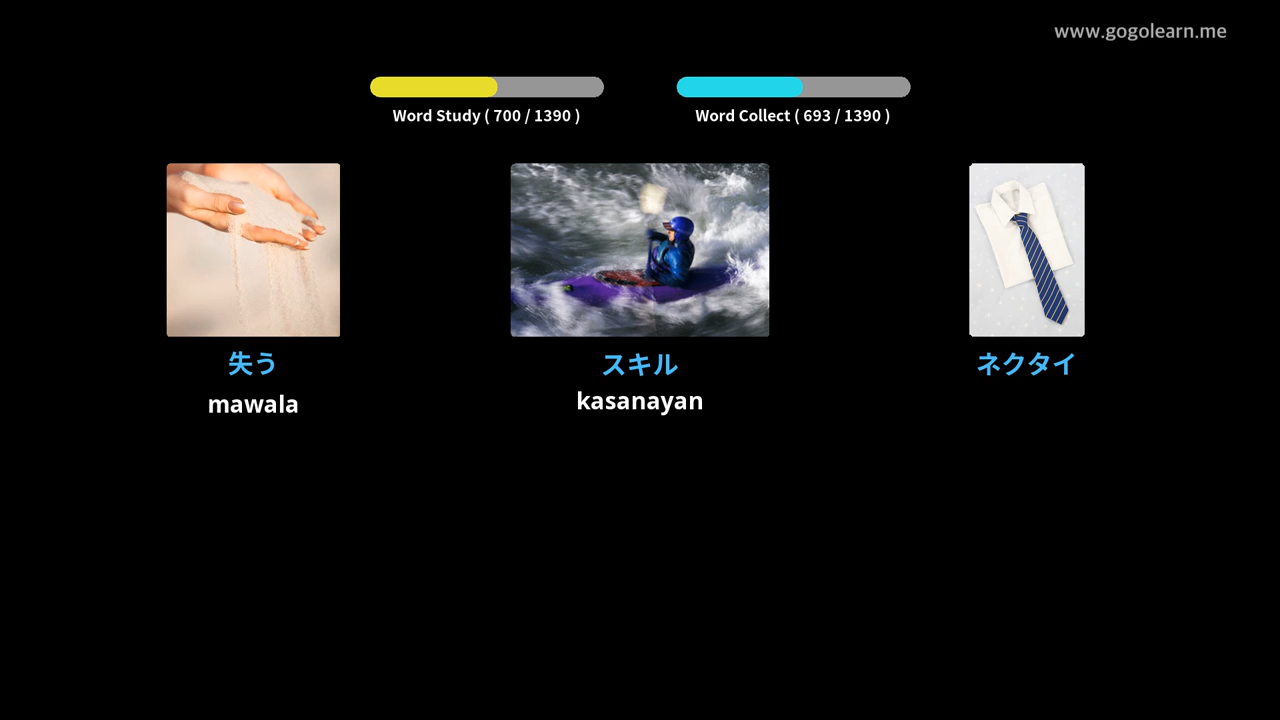 www.gogolearn.me
Word Study ( 700 / 1390 )
Word Collect ( 693 / 1390 )
失う
スキル
ネクタイ
mawala
kasanayan